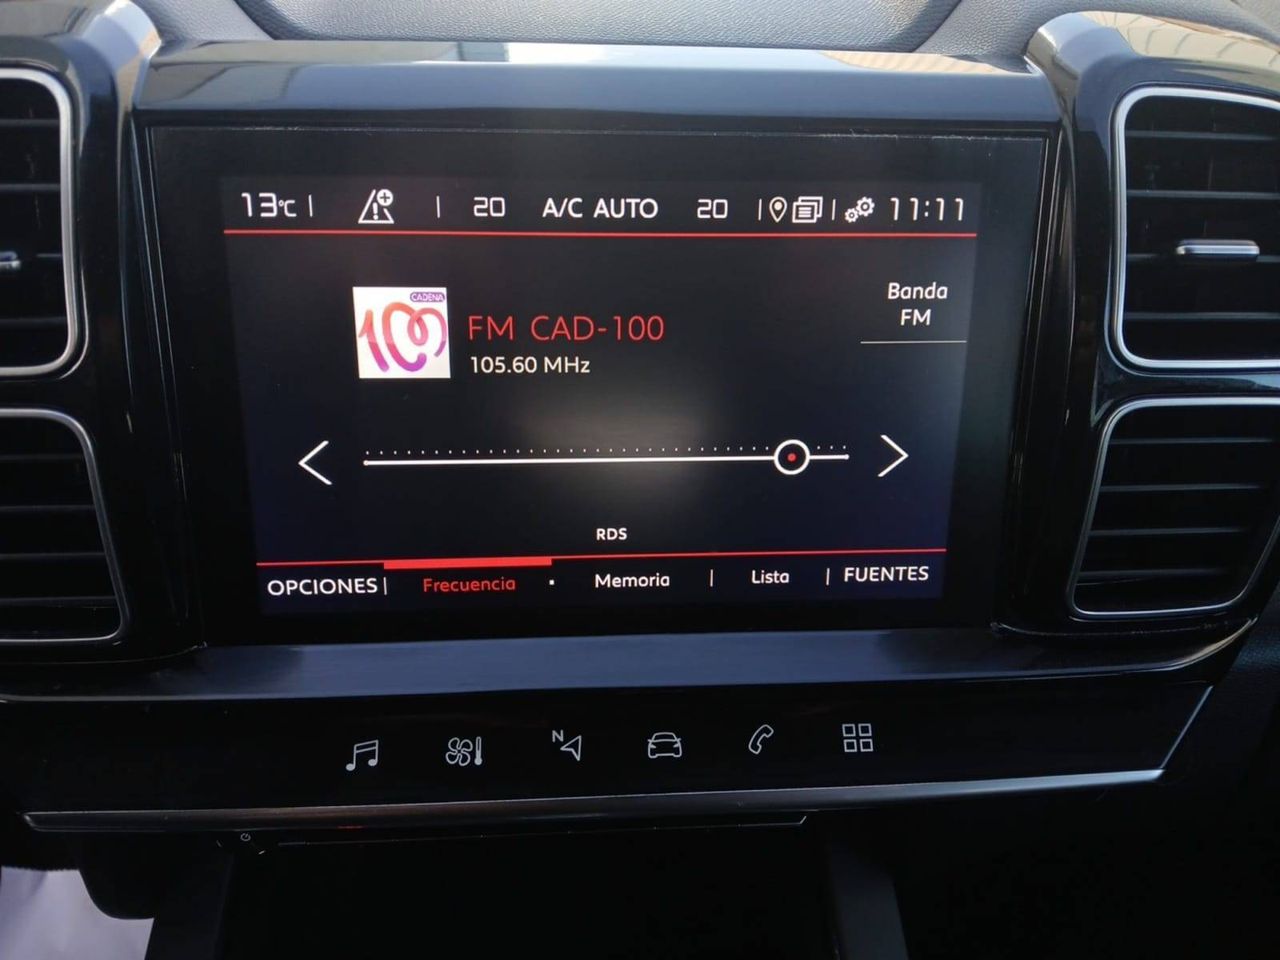 13°C 20 A/C AUTO 20 11:11
CADENA
100
FM CAD-100
105.60 MHz
Banda
FM
RDS
OPCIONES Frecuencia Memoria Lista FUENTES
N